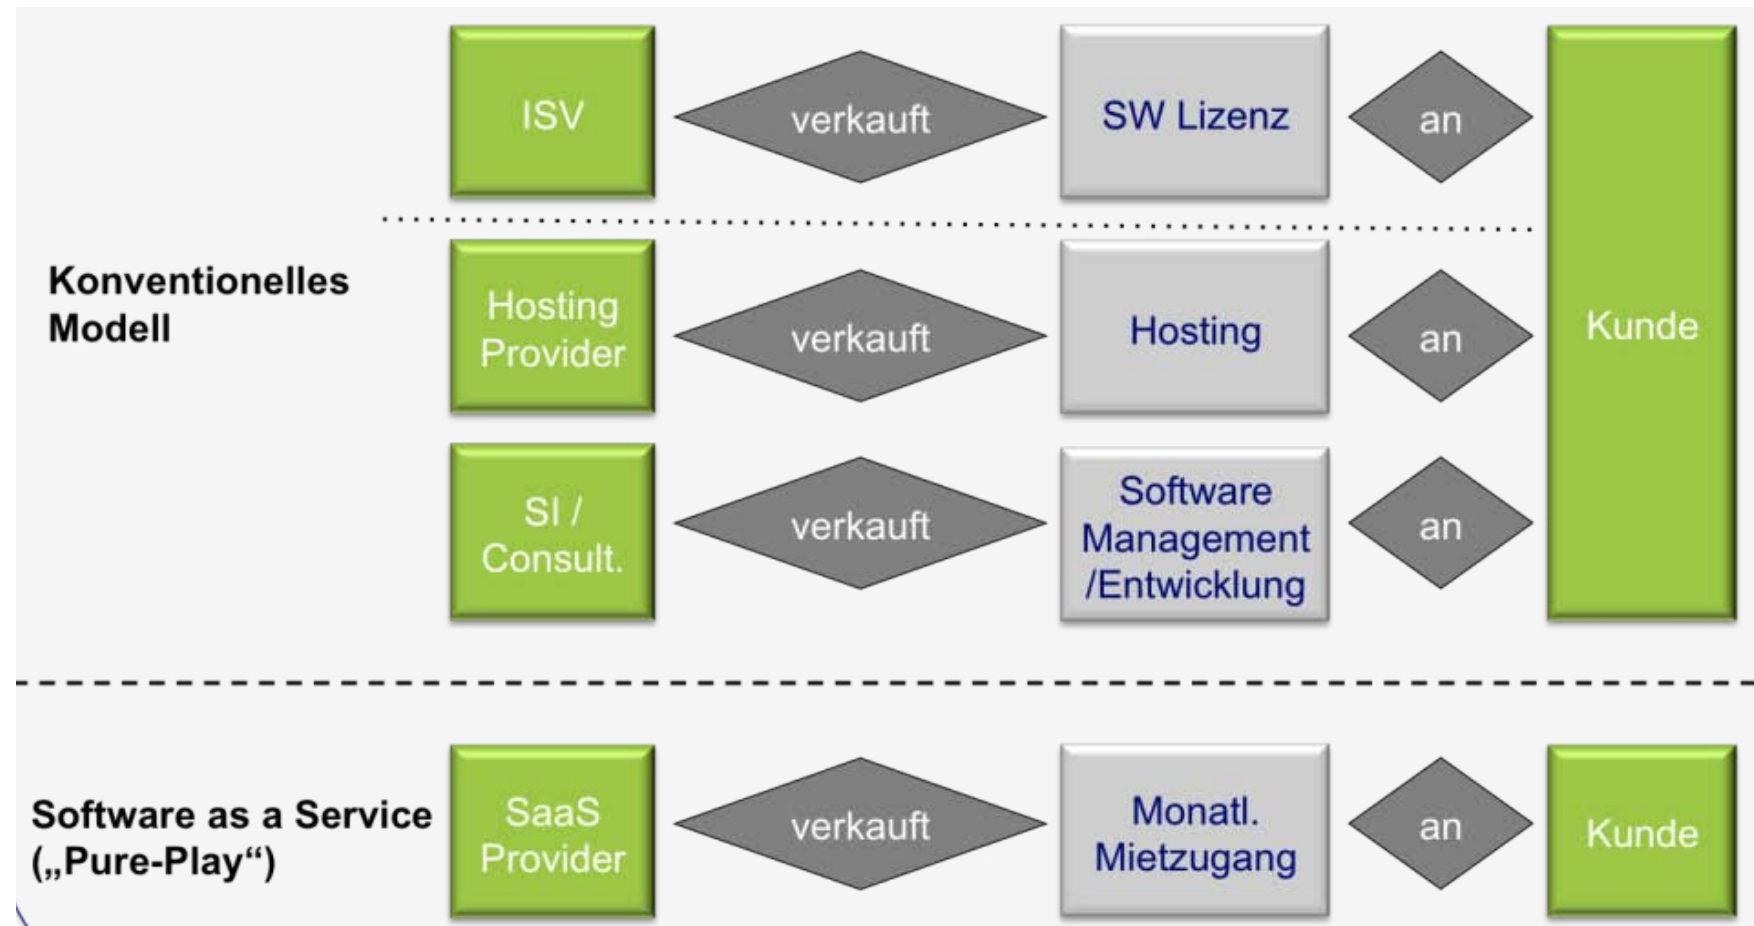 ISV
verkauft
SW Lizenz
an
Konventionelles
Modell
Hosting
Provider
verkauft
Hosting
an
Kunde
SI /
Consult.
verkauft
Software
Management
/Entwicklung
an
Software as a Service
(„Pure-Play“)
SaaS
Provider
verkauft
Monatl.
Mietzugang
an
Kunde